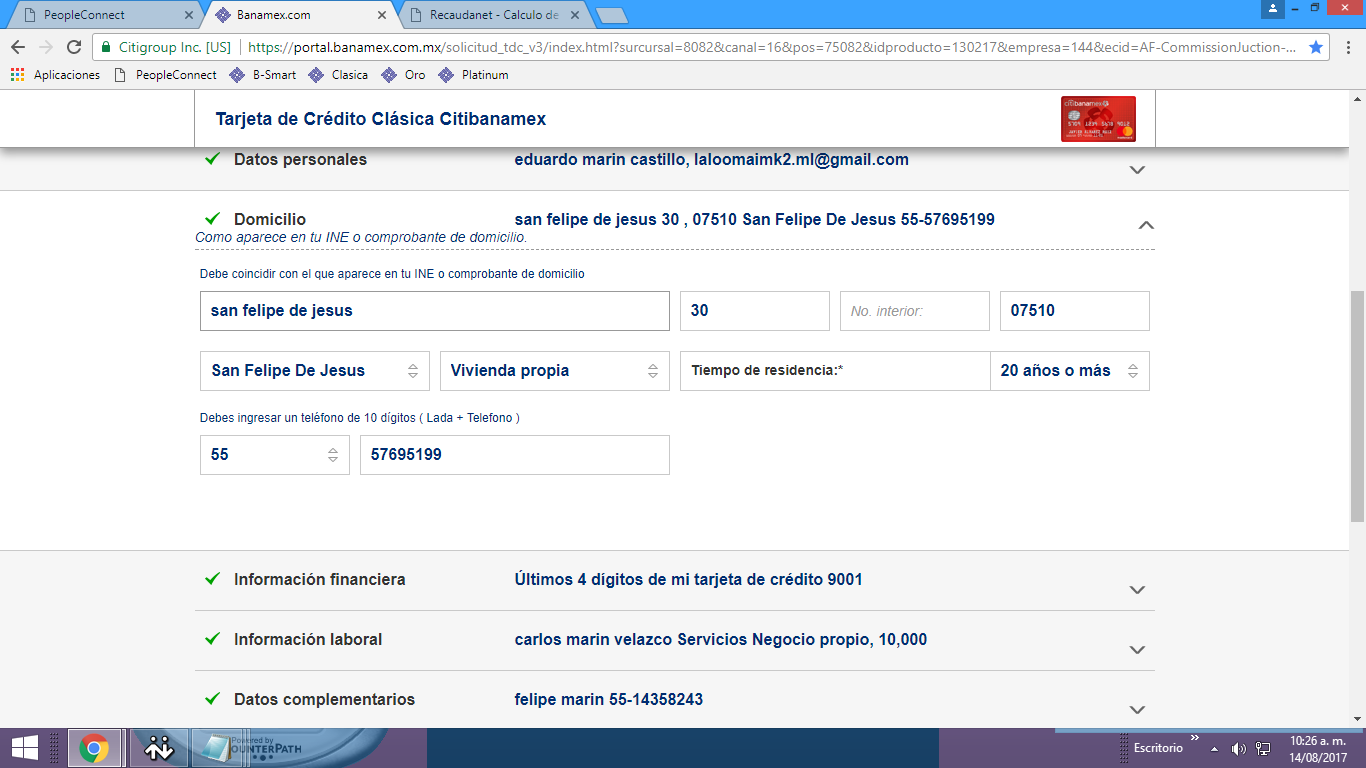 PeopleConnect
Banamex.com
Recaudanet - Calculo de
Citigroup Inc. [US]
https://portal.banamex.com.mx/solicitud_tdc_v3/index.html?surcursal=8082&canal=16&pos=75082&idproducto=130217&empresa=144&ecid=AF-CommissionJuction-...
Aplicaciones PeopleConnect B-Smart Clasica Oro Platinum
Tarjeta de Crédito Clásica Citibanamex
citibanamex
Datos personales eduardo marin castillo, laloomaimk2.ml@gmail.com
Domicilio san felipe de jesus 30 , 07510 San Felipe De Jesus 55-57695199
Como aparece en tu INE o comprobante de domicilio.
Debe coincidir con el que aparece en tu INE o comprobante de domicilio
san felipe de jesus 30 No. interior: 07510
San Felipe De Jesus Vivienda propia Tiempo de residencia:* 20 años o más
Debes ingresar un teléfono de 10 dígitos ( Lada + Telefono )
55 57695199
Información financiera Últimos 4 dígitos de mi tarjeta de crédito 9001
Información laboral carlos marin velazco Servicios Negocio propio, 10,000
Datos complementarios felipe marin 55-14358243
Powered by
OUNTERPATH
Escritorio
10:26 a. m.
14/08/2017